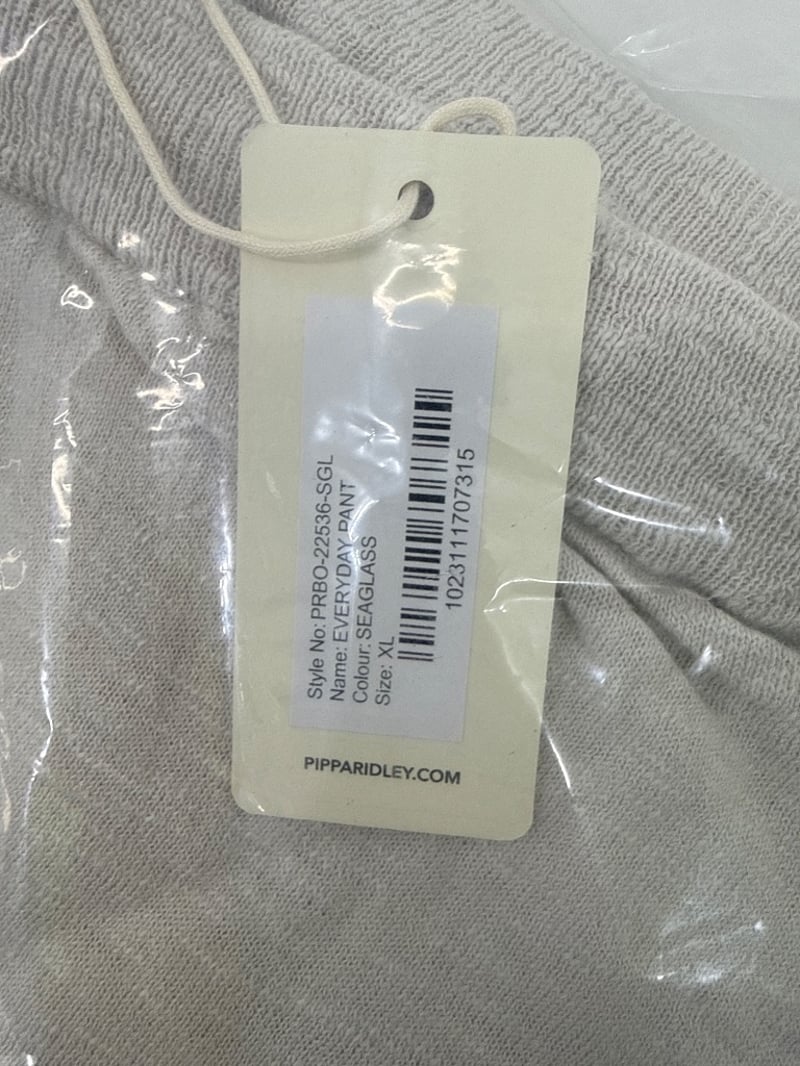 Style No: PRBO-22536-SGL
Name: EVERYDAY PANT
Colour: SEAGLASS
Size: XL
1023111707315
PIPPARIDLEY.COM